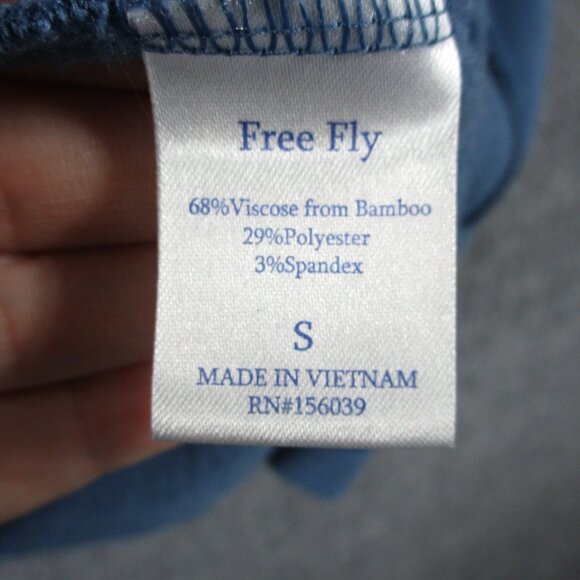 Free Fly
68%Viscose from Bamboo
29%Polyester
3%Spandex
S
MADE IN VIETNAM
RN#156039